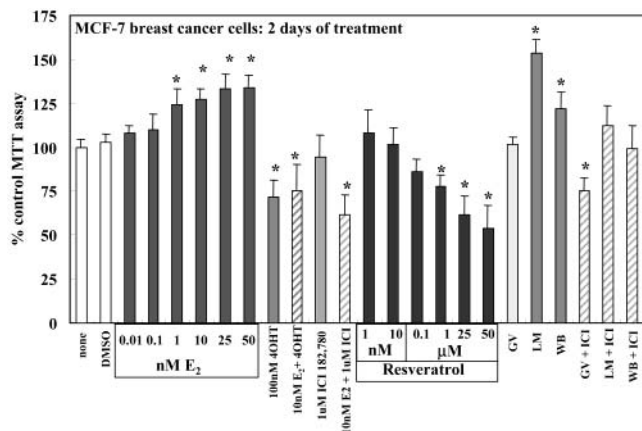 MCF-7 breast cancer cells: 2 days of treatment
% control MTT assay
175
150
125
100
75
50
25
0
* * * * * * * * * * * * *
none
DMSO
0.01 0.1 1 10 25 50
nM E2
100nM 4OHT
10nM E2+ 4OHT
1uM ICI 182,780
10nM E2 + 1uM ICI
1 10 0.1 1 25 50
nM μM
Resveratrol
GV
LM
WB
GV + ICI
LM + ICI
WB + ICI